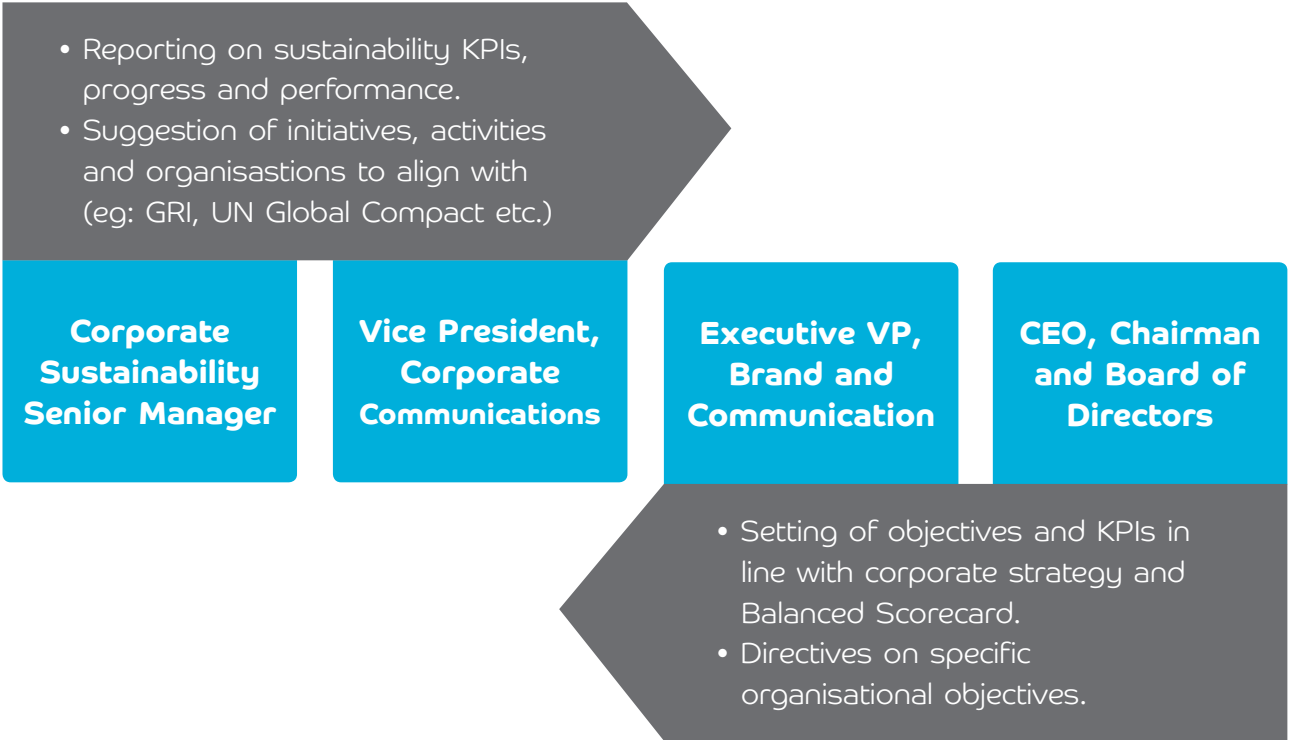 • Reporting on sustainability KPIs,
progress and performance.
• Suggestion of initiatives, activities
and organisastions to align with
(eg: GRI, UN Global Compact etc.)
Corporate
Sustainability
Senior Manager
Vice President,
Corporate
Communications
Executive VP,
Brand and
Communication
CEO, Chairman
and Board of
Directors
• Setting of objectives and KPIs in
line with corporate strategy and
Balanced Scorecard.
• Directives on specific
organisational objectives.